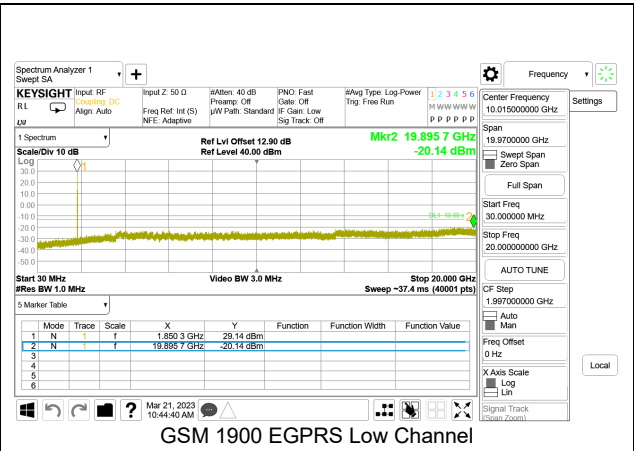 Spectrum Analyzer 1
Swept SA
Frequency
Settings
KEYSIGHT Input: RF Input Z: 50 Ω #Atten: 40 dB PNO: Fast #Avg Type: Log-Power 1 2 3 4 5 6
RL Coupling: DC Preamp: Off Gate: Off Trig: Free Run M W W W W W
Align: Auto Freq Ref: Int (S) µW Path: Standard IF Gain: Low
NFE: Adaptive Sig Track: Off P P P P P P
1 Spectrum Ref Lvl Offset 12.90 dB Mkr2 19.895 7 GHz
Scale/Div 10 dB Ref Level 40.00 dBm -20.14 dBm
Log
30.0
20.0
10.0
0.00
-10.0
-20.0
-30.0
-40.0
-50.0
1
2
Start 30 MHz Video BW 3.0 MHz Stop 20.000 GHz
#Res BW 1.0 MHz Sweep ~37.4 ms (40001 pts)
5 Marker Table
Mode Trace Scale X Y Function Function Width Function Value
1 N 1 f 1.850 3 GHz 29.14 dBm
2 N 1 f 19.895 7 GHz -20.14 dBm
3
4
5
6
Center Frequency
10.015000000 GHz
Span
19.9700000 GHz
Swept Span
Zero Span
Full Span
Start Freq
30.000000 MHz
Stop Freq
20.000000000 GHz
AUTO TUNE
CF Step
1.997000000 GHz
Auto
Man
Freq Offset
0 Hz
X Axis Scale
Log
Lin
Signal Track
(Span Zoom)
Local
? Mar 21, 2023
10:44:40 AM
GSM 1900 EGPRS Low Channel